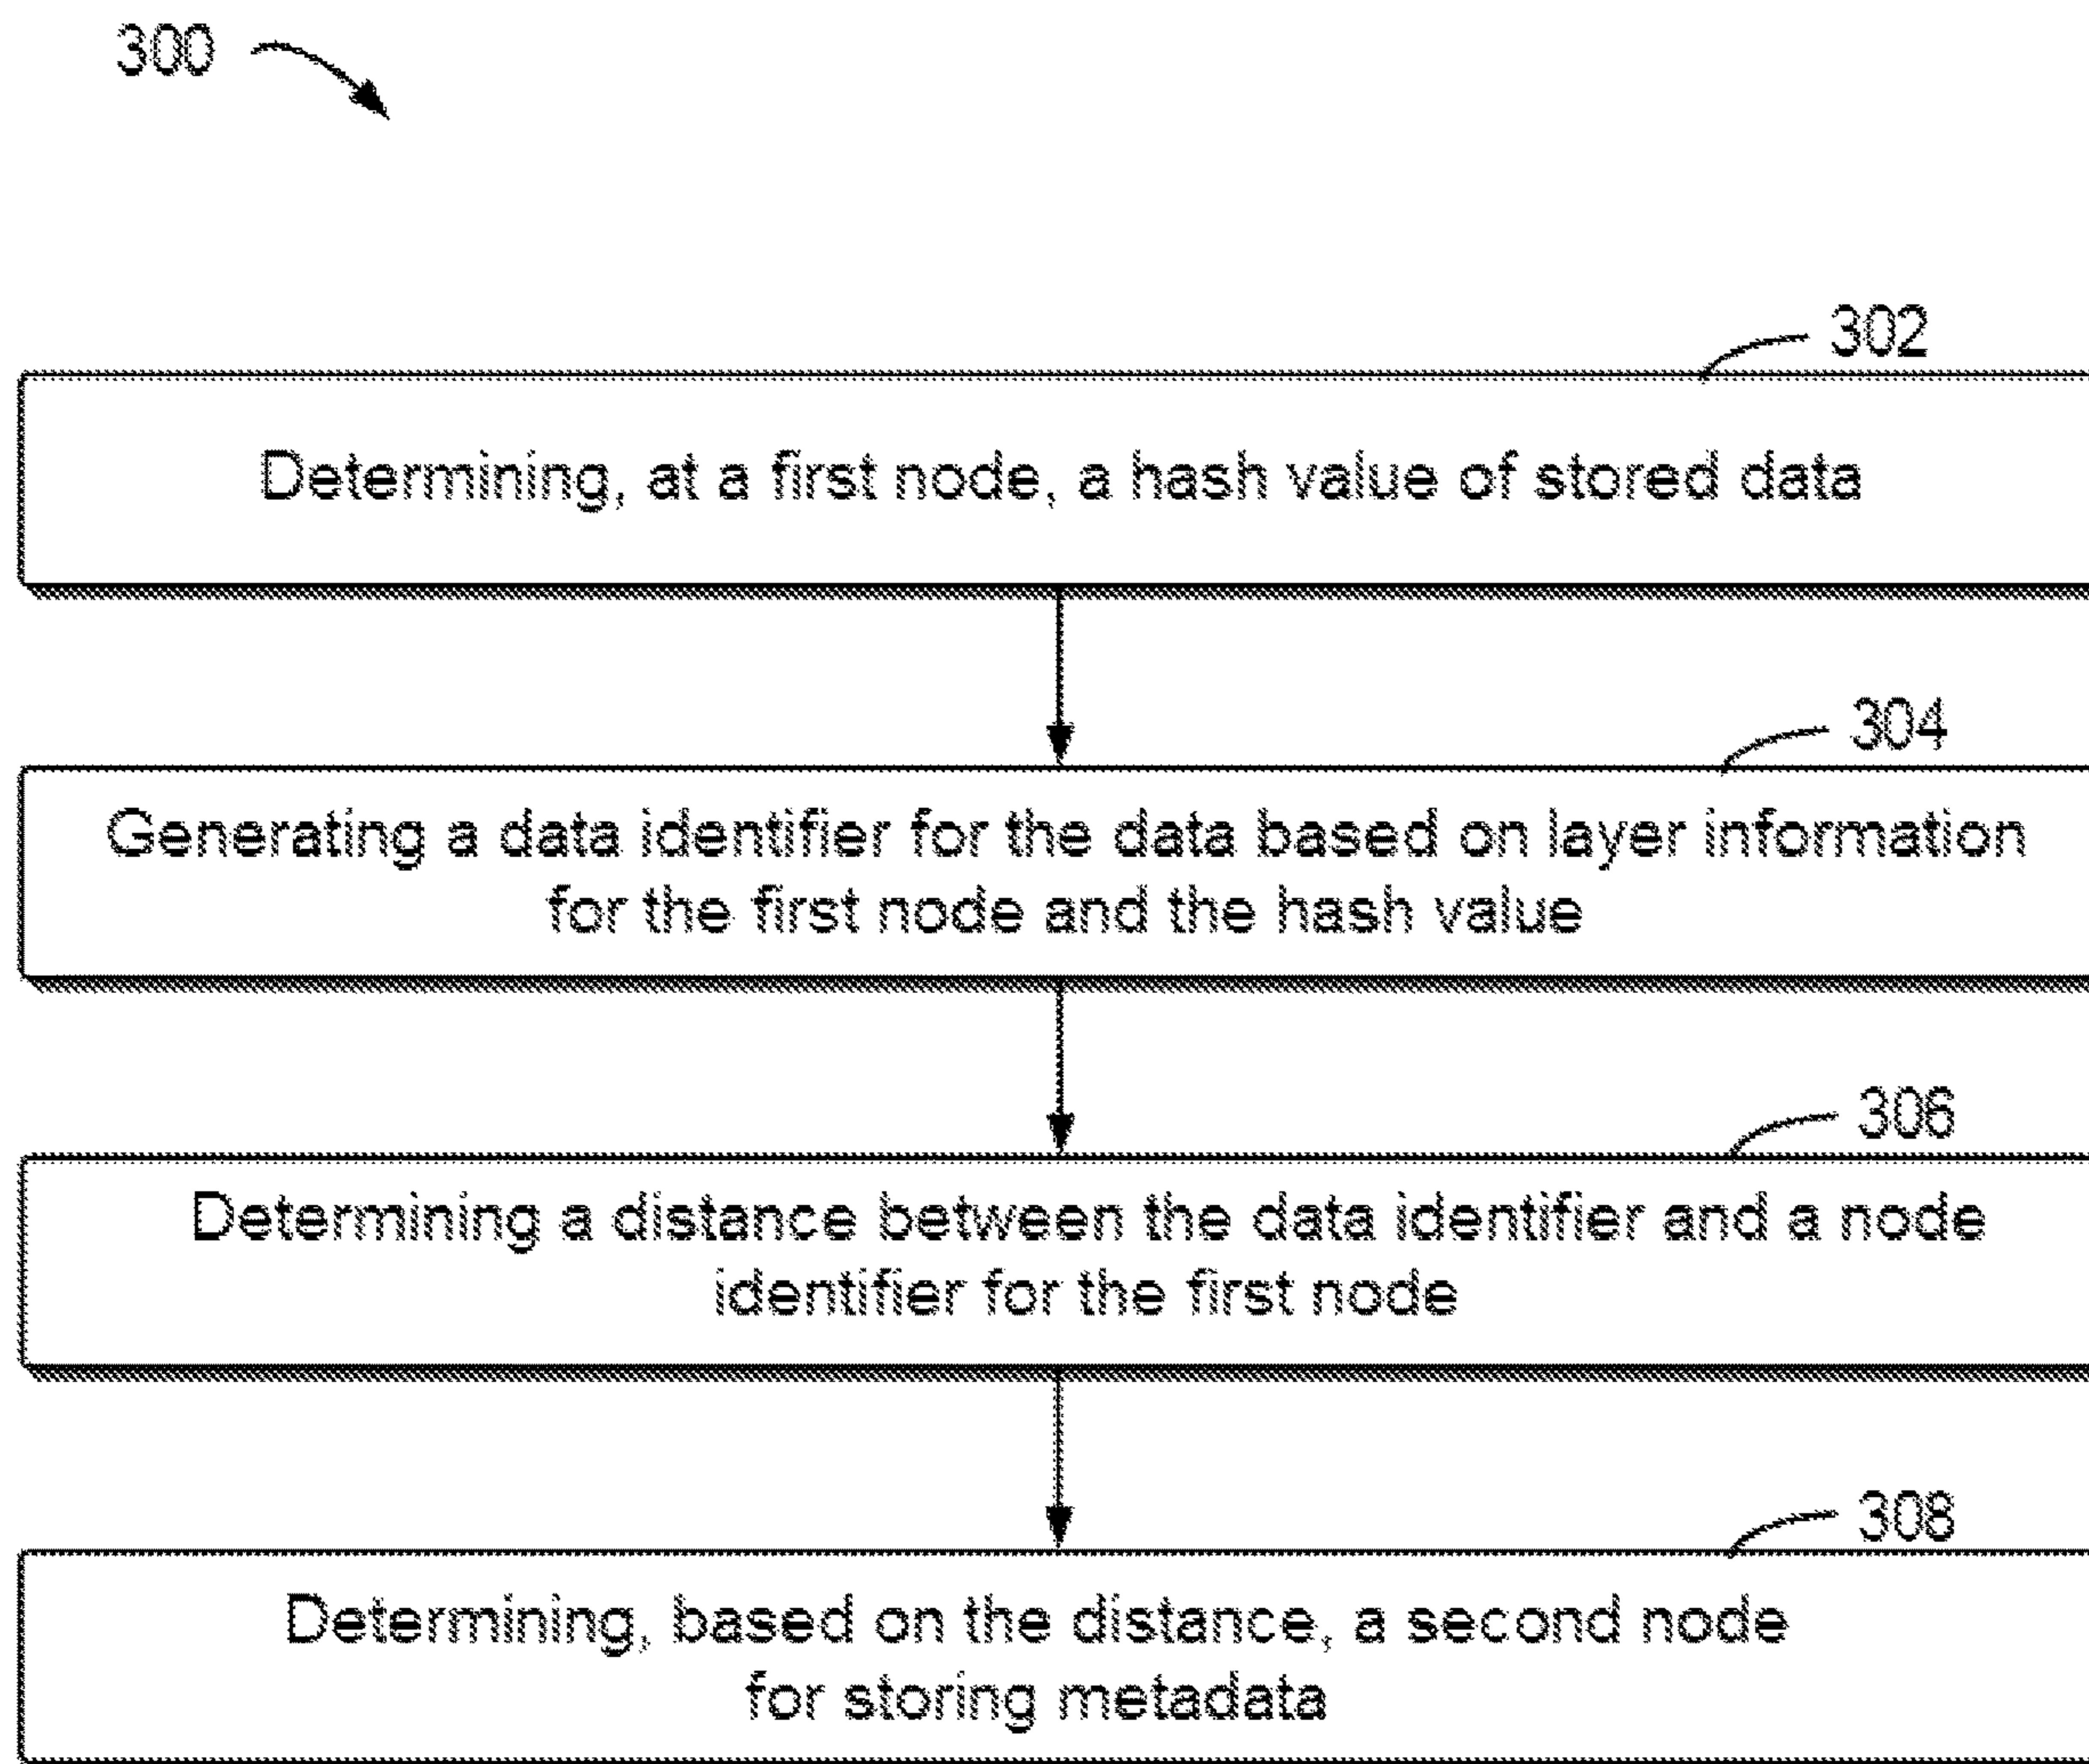 300
302
Determining, at a first node, a hash value of stored data
304
Generating a data identifier for the data based on layer information
for the first node and the hash value
306
Determining a distance between the data identifier and a node
identifier for the first node
308
Determining, based on the distance, a second node
for storing metadata